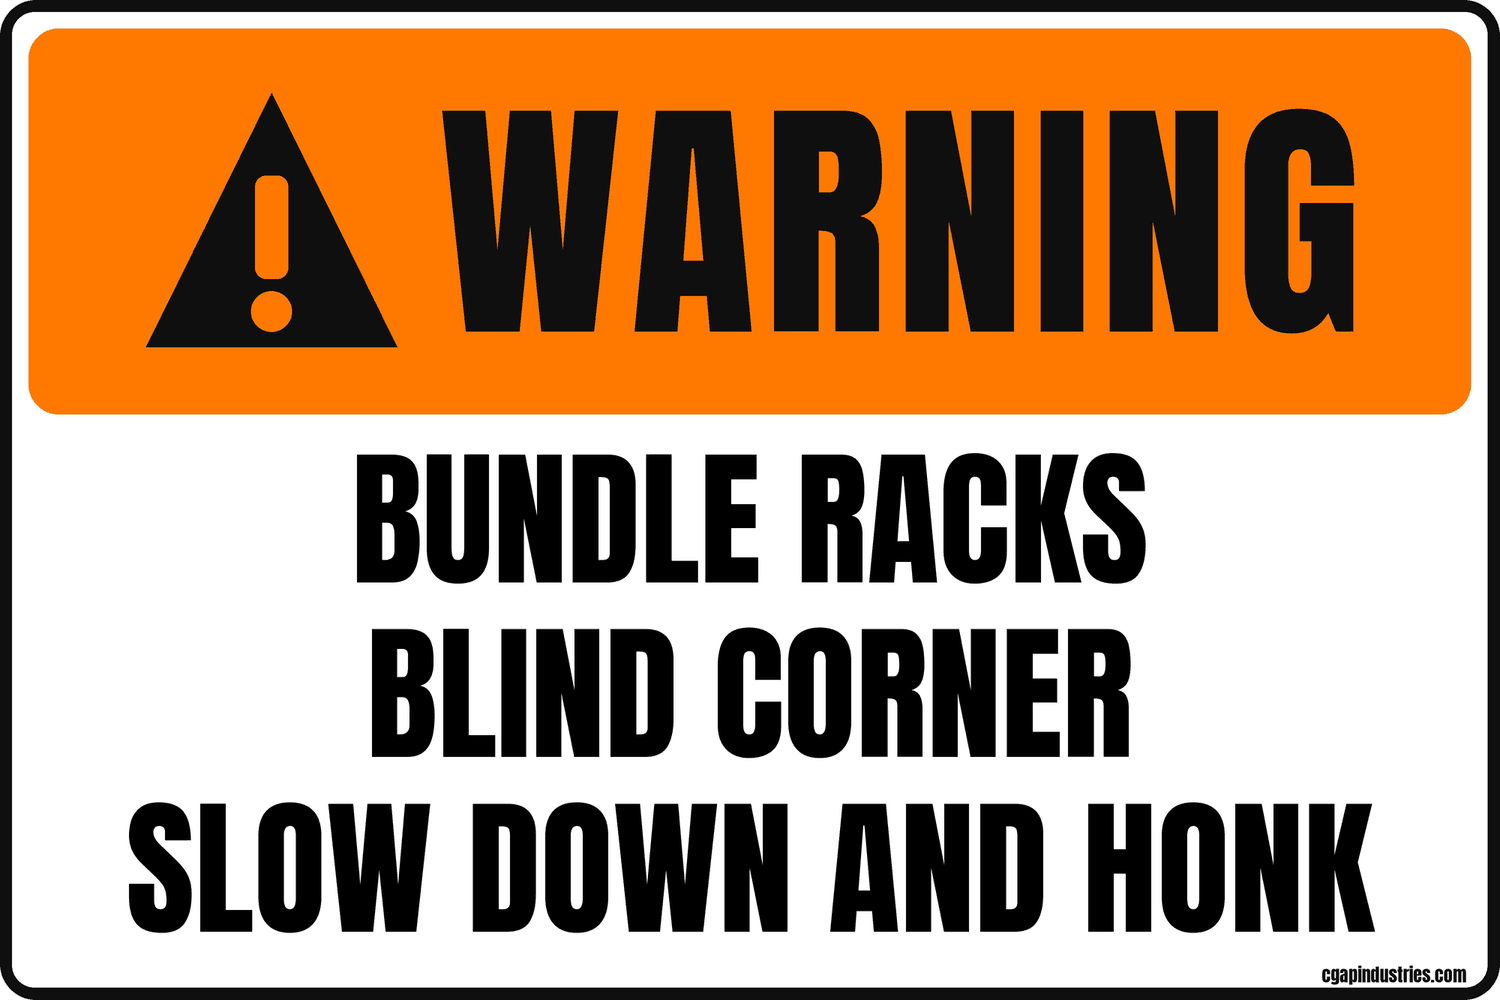 WARNING
BUNDLE RACKS
BLIND CORNER
SLOW DOWN AND HONK
cgapindustries.com